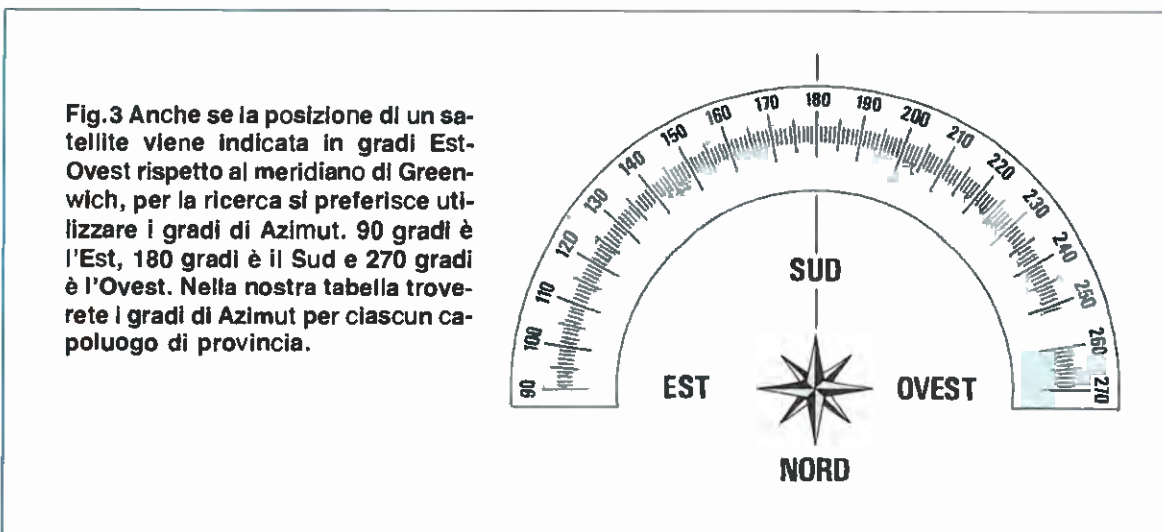 Fig.3 Anche se la posizione di un sa-
tellite viene indicata in gradi Est-
Ovest rispetto al meridiano di Green-
wich, per la ricerca si preferisce uti-
lizzare i gradi di Azimut. 90 gradi è
l'Est, 180 gradi è il Sud e 270 gradi
è l'Ovest. Nella nostra tabella trove-
rete i gradi di Azimut per ciascun ca-
poluogo di provincia.
90 100 110 120 130 140 150 160 170 180 190 200 210 220 230 240 250 260 270
SUD
EST OVEST
NORD